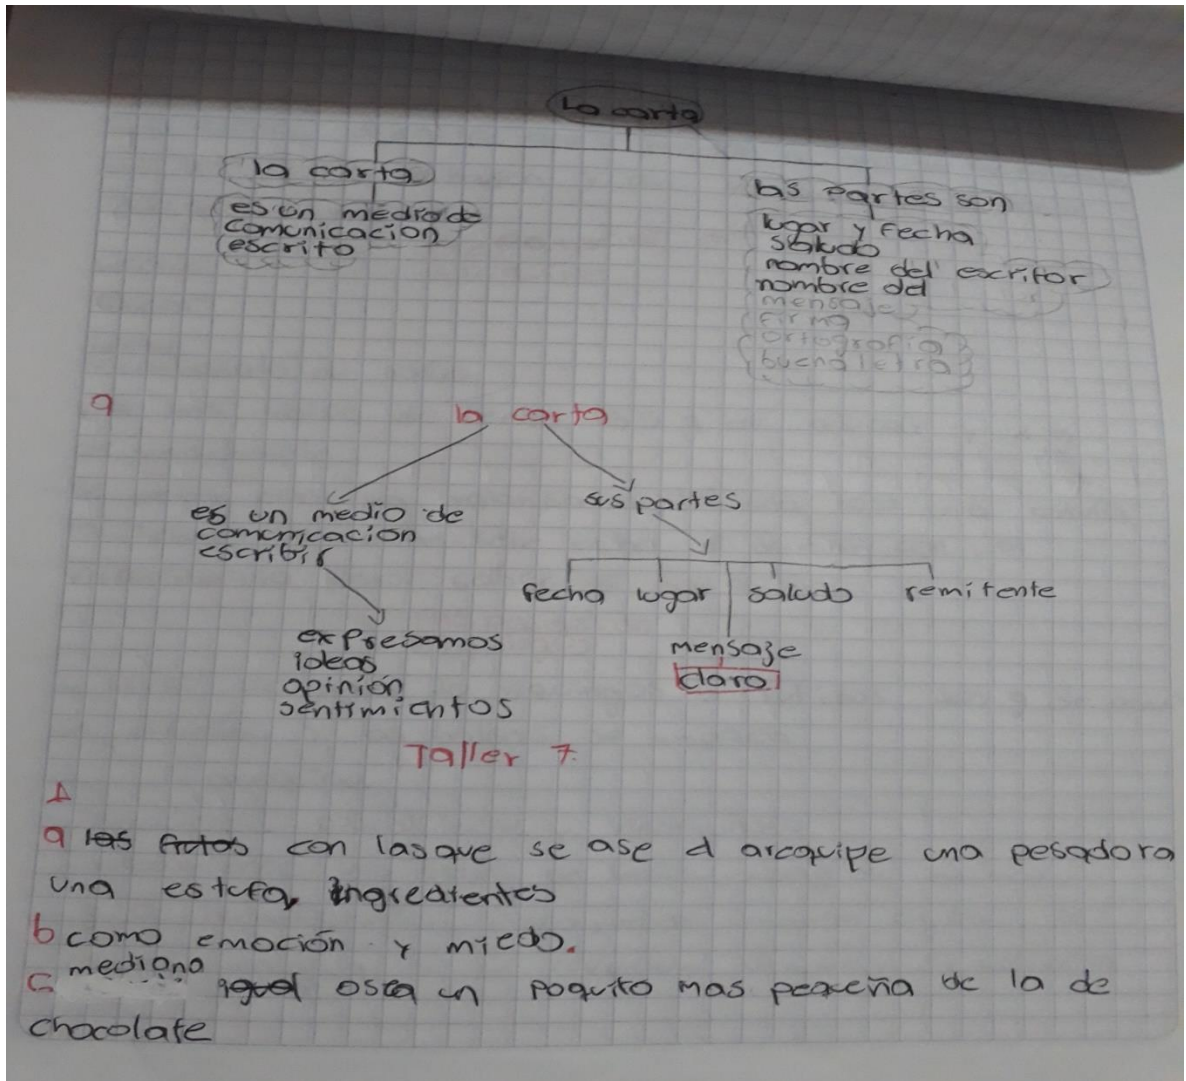 La carta
la carta
es un medio de
comunicacion
escrito
las partes son
lugar y fecha
saludo
nombre del escritor
nombre del
mensaje
firma
ortografia
buena letra
a
la carta
es un medio de
comunicación
escribir
expresamos
ideas
opinión
sentimientos
sus partes
fecha lugar saludo remitente
mensaje
claro
Taller 7.
1
a las frutas con las que se ase el arequipe una pesadora
una estufa, ingredientes
b como emoción y miedo.
c mediana igual osea un poquito mas pequeña de la de
chocolate